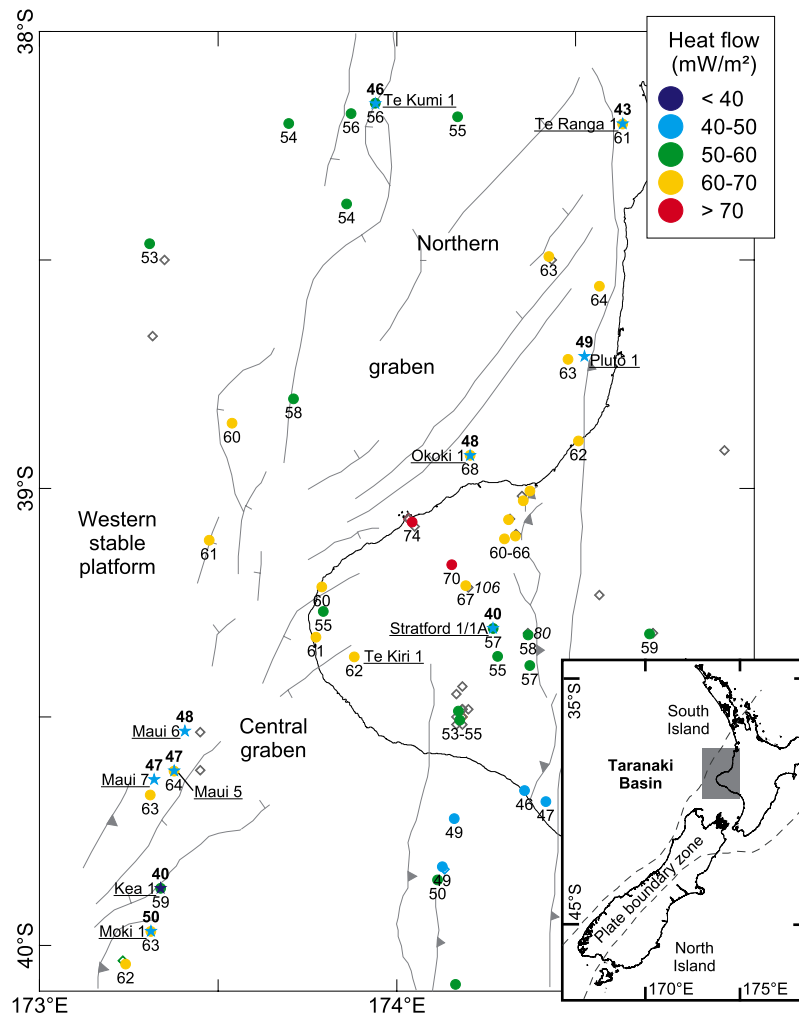 38°S
39°S
40°S
173°E
174°E
Heat flow
(mW/m²)
< 40
40-50
50-60
60-70
> 70
46
Te Kumi 1
56
56
54
55
43
Te Ranga 1
61
54
53
Northern
63
64
49
Pluto 1
63
graben
58
60
62
48
Okoki 1
68
Western
stable
platform
61
74
60-66
70
67
106
60
55
61
40
Stratford 1/1A
57
58
80
59
62
Te Kiri 1
55
57
48
Maui 6
Central
graben
53-55
47
47
Maui 7
64
Maui 5
63
46
47
49
40
Kea 1
59
49
50
50
Moki 1
63
62
35°S
South
Island
Taranaki
Basin
Plate boundary zone
45°S
North
Island
170°E
175°E